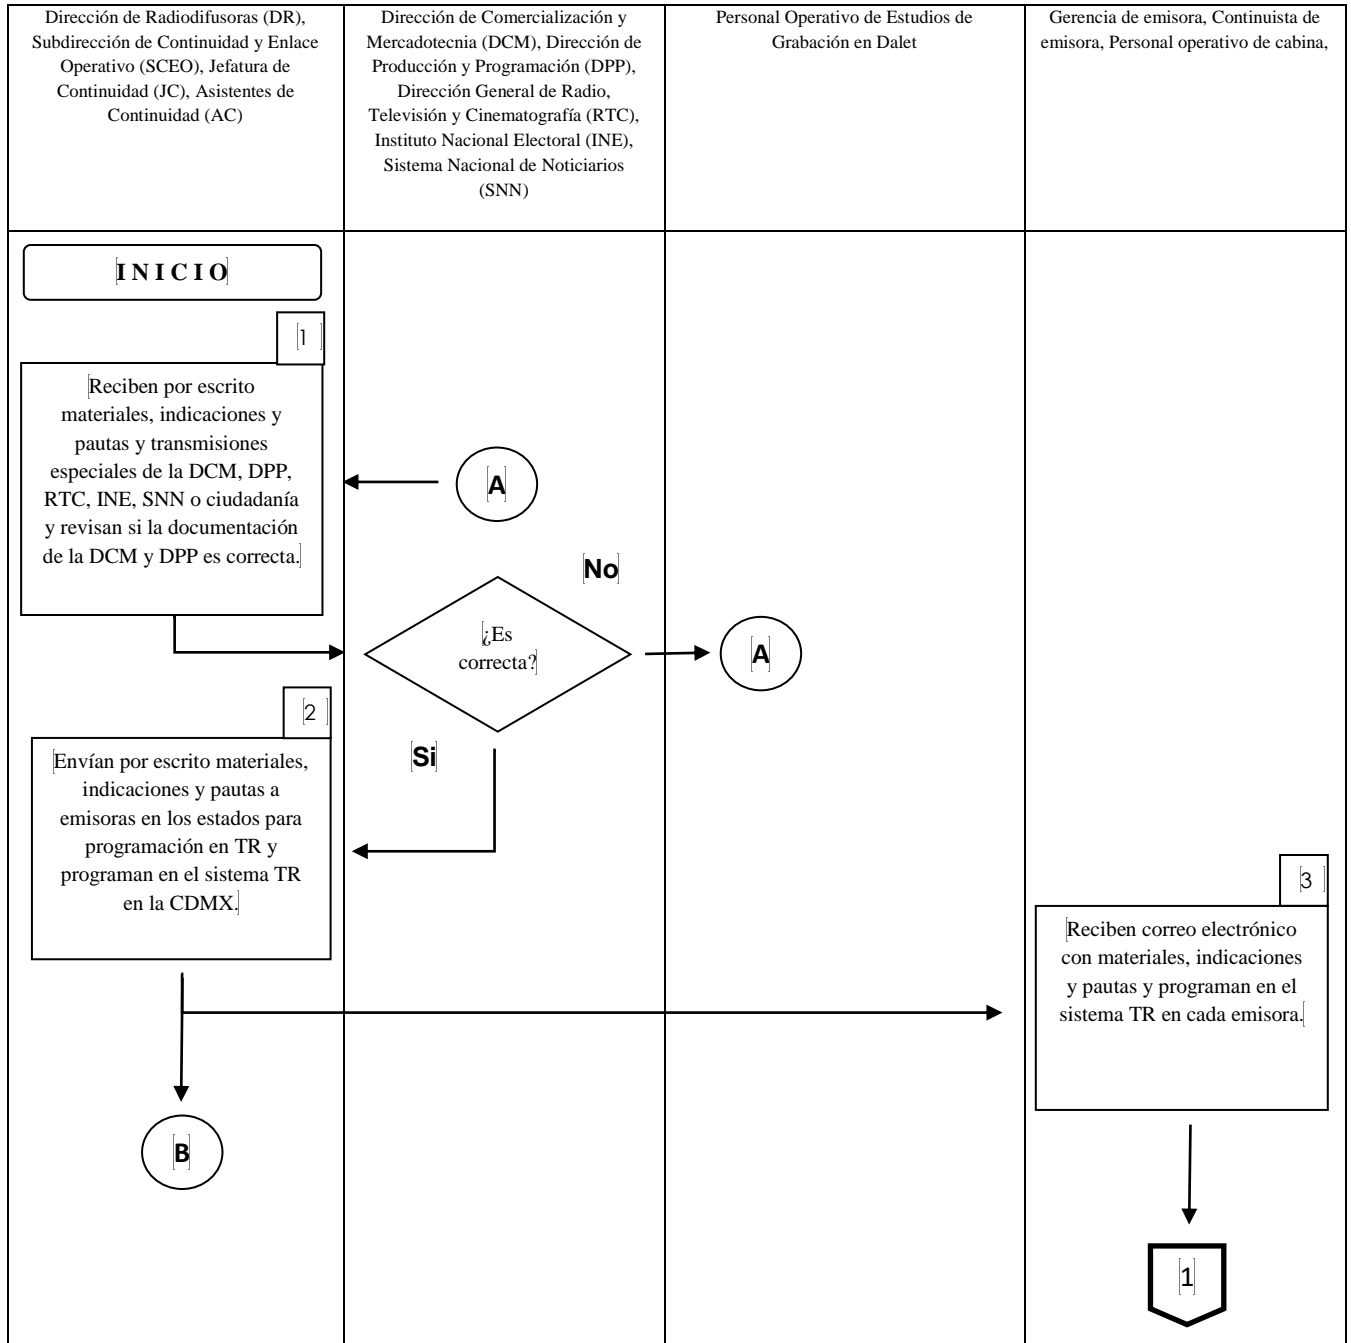 Dirección de Radiodifusoras (DR),
Subdirección de Continuidad y Enlace
Operativo (SCEO), Jefatura de
Continuidad (JC), Asistentes de
Continuidad (AC)
Dirección de Comercialización y
Mercadotecnia (DCM), Dirección de
Producción y Programación (DPP),
Dirección General de Radio,
Televisión y Cinematografía (RTC),
Instituto Nacional Electoral (INE),
Sistema Nacional de Noticiarios
(SNN)
Personal Operativo de Estudios de
Grabación en Dalet
Gerencia de emisora, Continuista de
emisora, Personal operativo de cabina,
I N I C I O
1
Reciben por escrito
materiales, indicaciones y
pautas y transmisiones
especiales de la DCM, DPP,
RTC, INE, SNN o ciudadanía
y revisan si la documentación
de la DCM y DPP es correcta.
A
No
¿Es
correcta?
A
Si
2
Envían por escrito materiales,
indicaciones y pautas a
emisoras en los estados para
programación en TR y
programan en el sistema TR
en la CDMX.
3
Reciben correo electrónico
con materiales, indicaciones
y pautas y programan en el
sistema TR en cada emisora.
B
1